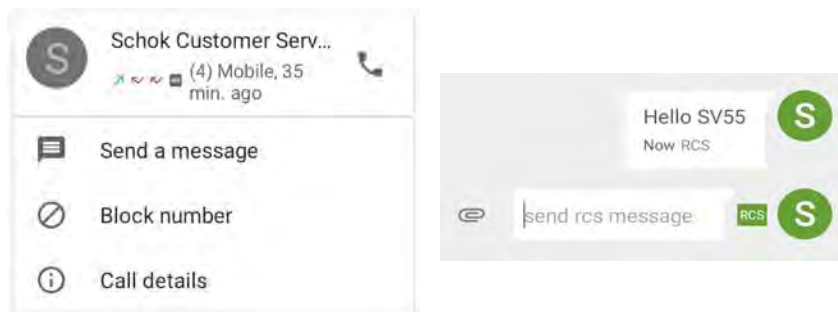 S
Schok Customer Serv...
(4) Mobile, 35
min. ago
Send a message
Block number
Call details
Hello SV55
Now RCS
S
send rcs message
RCS
S